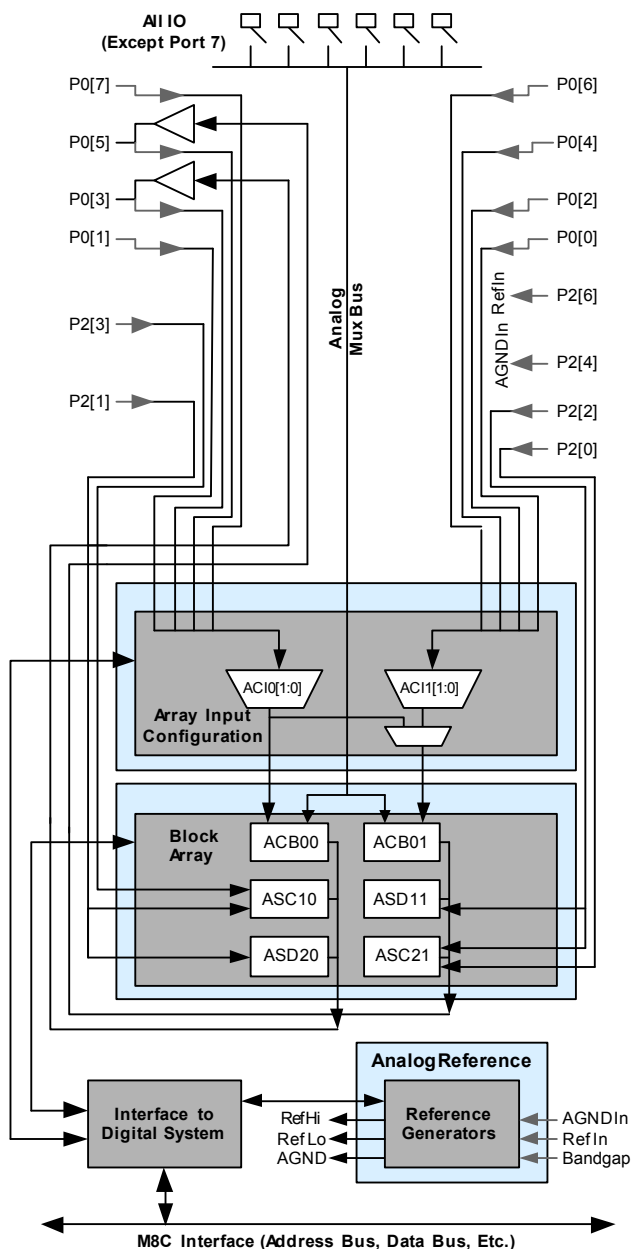 All IO
(Except Port 7)
P0[7]
P0[6]
P0[5]
P0[4]
P0[3]
P0[2]
P0[1]
P0[0]
Analog
Mux Bus
AGNDIn RefIn
P2[6]
P2[3]
P2[4]
P2[1]
P2[2]
P2[0]
ACI0[1:0]
ACI1[1:0]
Array Input
Configuration
Block
Array
ACB00
ACB01
ASC10
ASD11
ASD20
ASC21
Analog Reference
Interface to
Digital System
RefHi
RefLo
AGND
Reference
Generators
AGNDIn
RefIn
Bandgap
M8C Interface (Address Bus, Data Bus, Etc.)